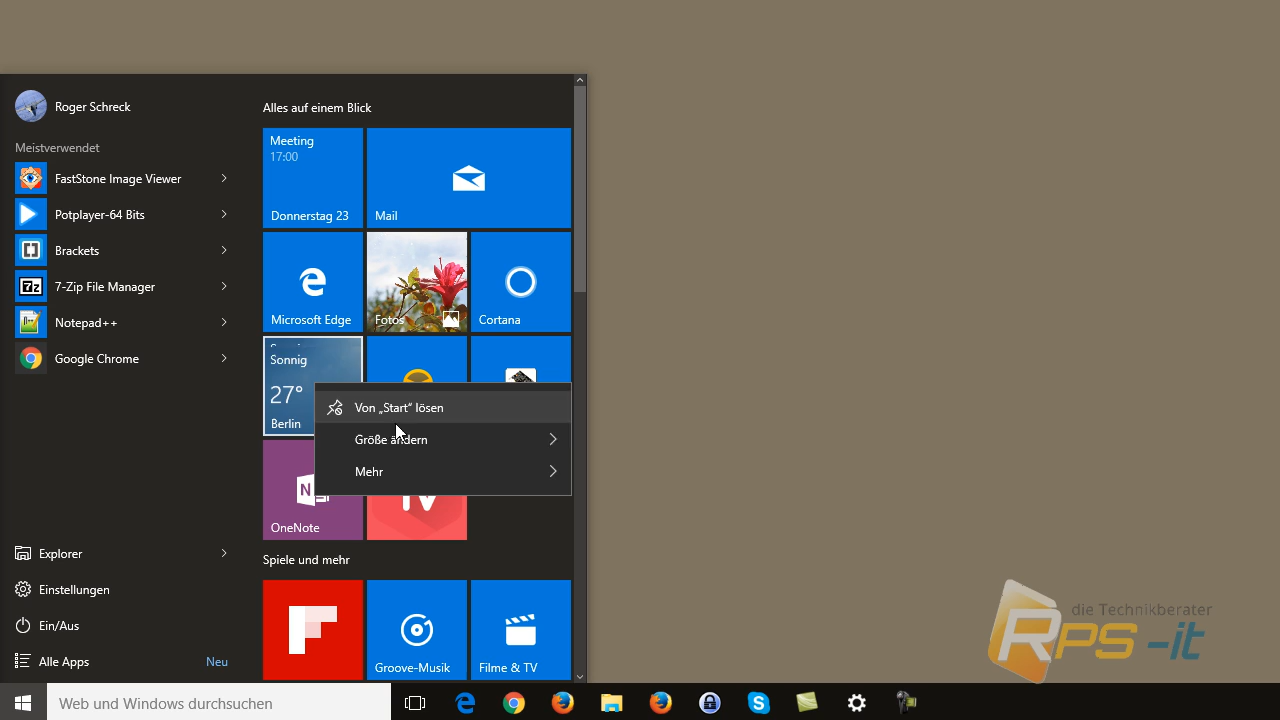 Roger Schreck
Meistverwendet
FastStone Image Viewer
Potplayer-64 Bits
Brackets
7-Zip File Manager
Notepad++
Google Chrome
Explorer
Einstellungen
Ein/Aus
Alle Apps Neu
Alles auf einem Blick
Meeting
17:00
Donnerstag 23
Mail
Microsoft Edge
Fotos
Cortana
Sonnig
27°
Berlin
Von „Start“ lösen
Größe ändern
Mehr
OneNote
Spiele und mehr
Groove-Musik
Filme & TV
Web und Windows durchsuchen
die Technikberater
RPS-it